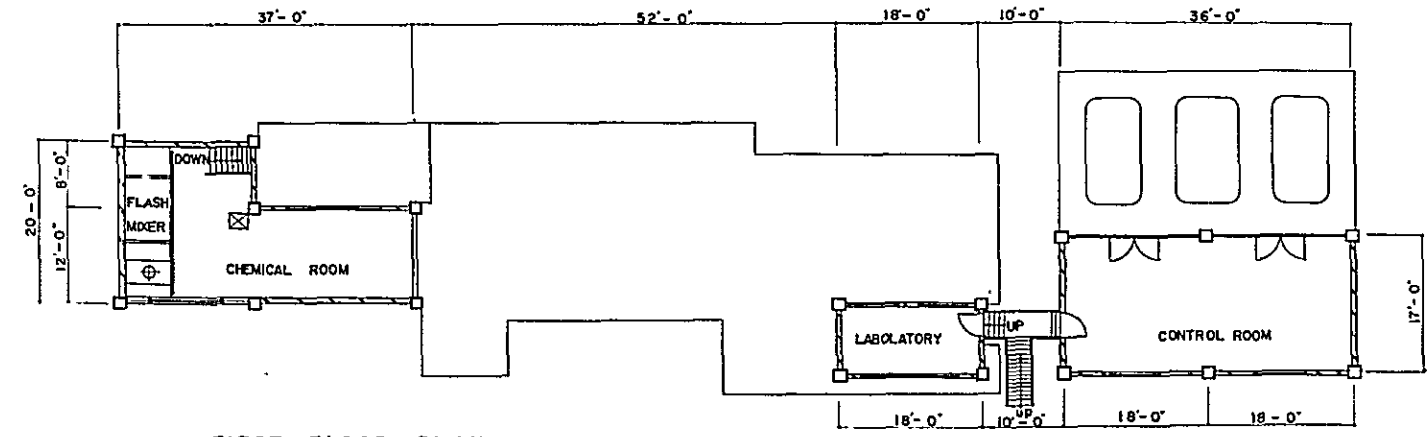 37'-0"
52'-0"
18'-0"
10'-0"
36'-0"
20'-0"
8'-0"
12'-0"
DOWN
FLASH
MIXER
CHEMICAL ROOM
LABOLATORY
UP
UP
CONTROL ROOM
17'-0"
18'-0"
10'-0"
18'-0"
18-0"